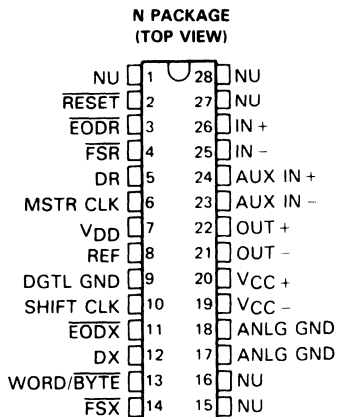 N PACKAGE
(TOP VIEW)
NU 1 28 NU
RESET 2 27 NU
EODR 3 26 IN +
FSR 4 25 IN −
DR 5 24 AUX IN +
MSTR CLK 6 23 AUX IN −
VDD 7 22 OUT +
REF 8 21 OUT −
DGTL GND 9 20 VCC +
SHIFT CLK 10 19 VCC −
EODX 11 18 ANLG GND
DX 12 17 ANLG GND
WORD/BYTE 13 16 NU
FSX 14 15 NU